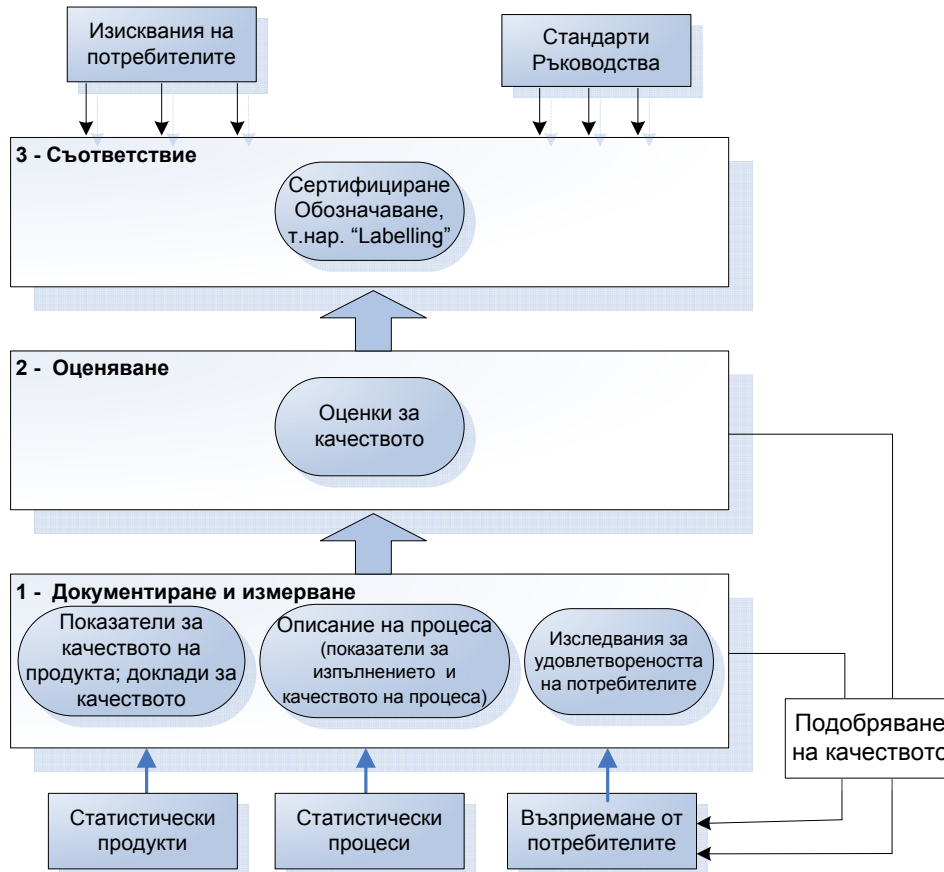 Изисквания на
потребителите
Стандарти
Ръководства
3 - Съответствие
Сертифициране
Обозначаване,
т.нар. “Labelling”
2 - Оценяване
Оценки за
качеството
1 - Документиране и измерване
Показатели за
качеството на
продукта; доклади за
качеството
Описание на процеса
(показатели за
изпълнението и
качеството на процеса)
Изследвания за
удовлетвореността
на потребителите
Подобряване
на качеството
Статистически
продукти
Статистически
процеси
Възприемане от
потребителите